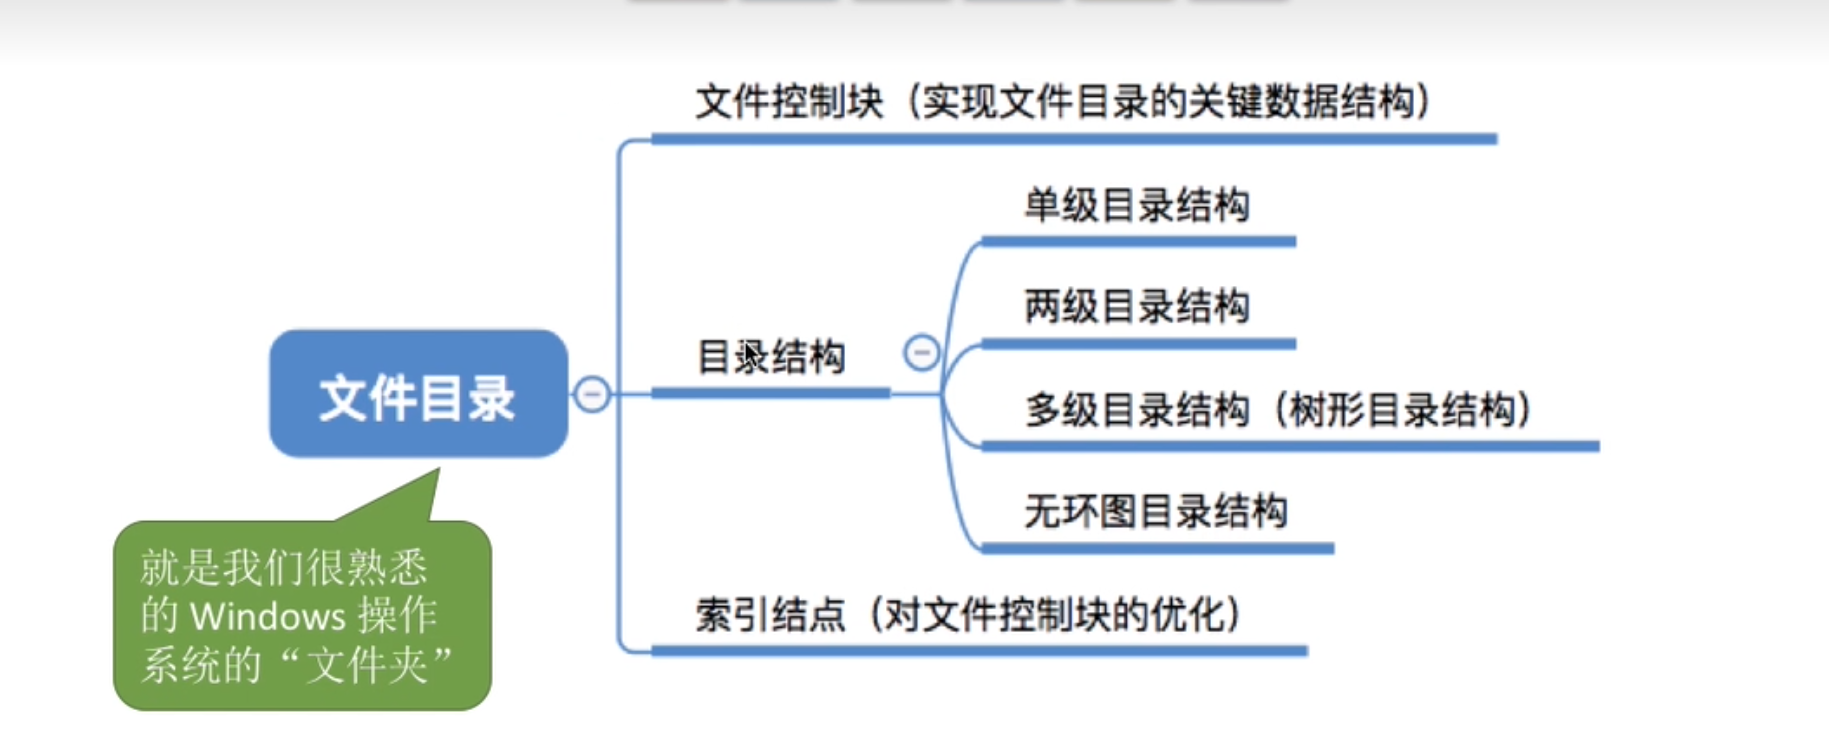 文件控制块（实现文件目录的关键数据结构）
单级目录结构
两级目录结构
目录结构
文件目录
多级目录结构（树形目录结构）
无环图目录结构
就是我们很熟悉
的 Windows 操作
系统的“文件夹”
索引结点（对文件控制块的优化）